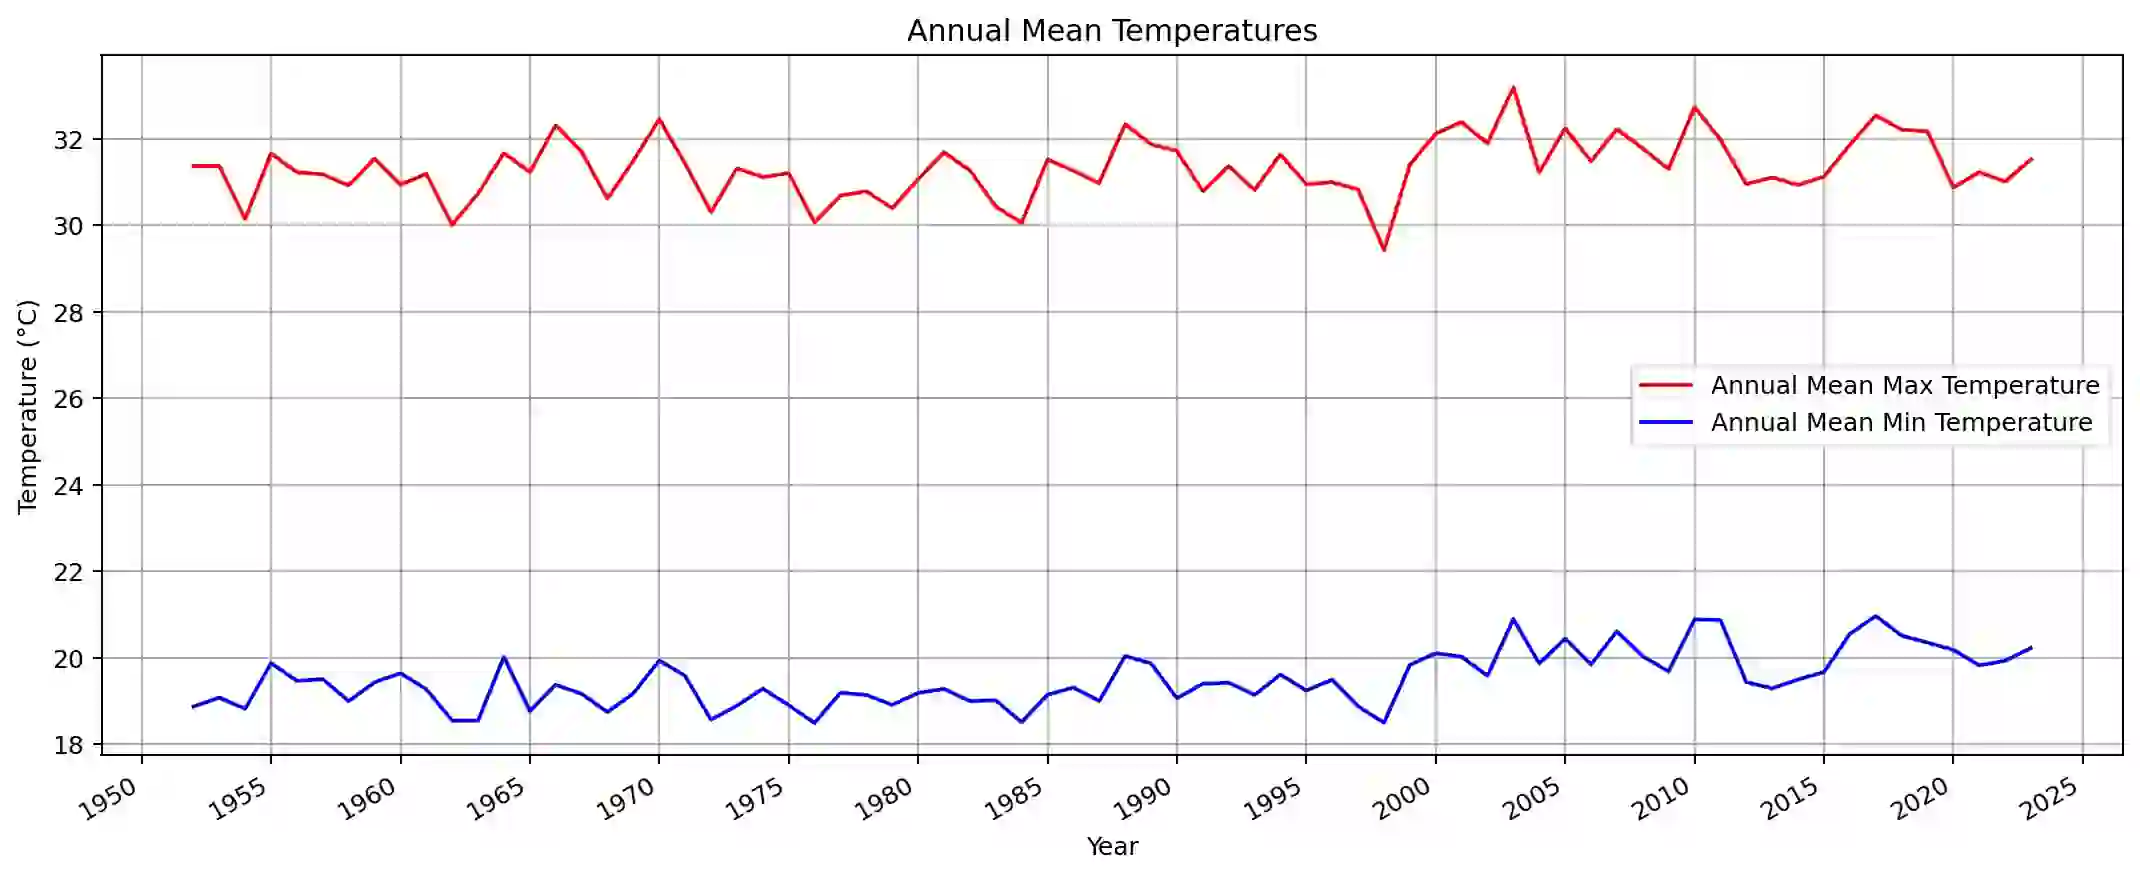 Annual Mean Temperatures
Temperature (°C)
32
30
28
26
24
22
20
18
Annual Mean Max Temperature
Annual Mean Min Temperature
1950 1955 1960 1965 1970 1975 1980 1985 1990 1995 2000 2005 2010 2015 2020 2025
Year